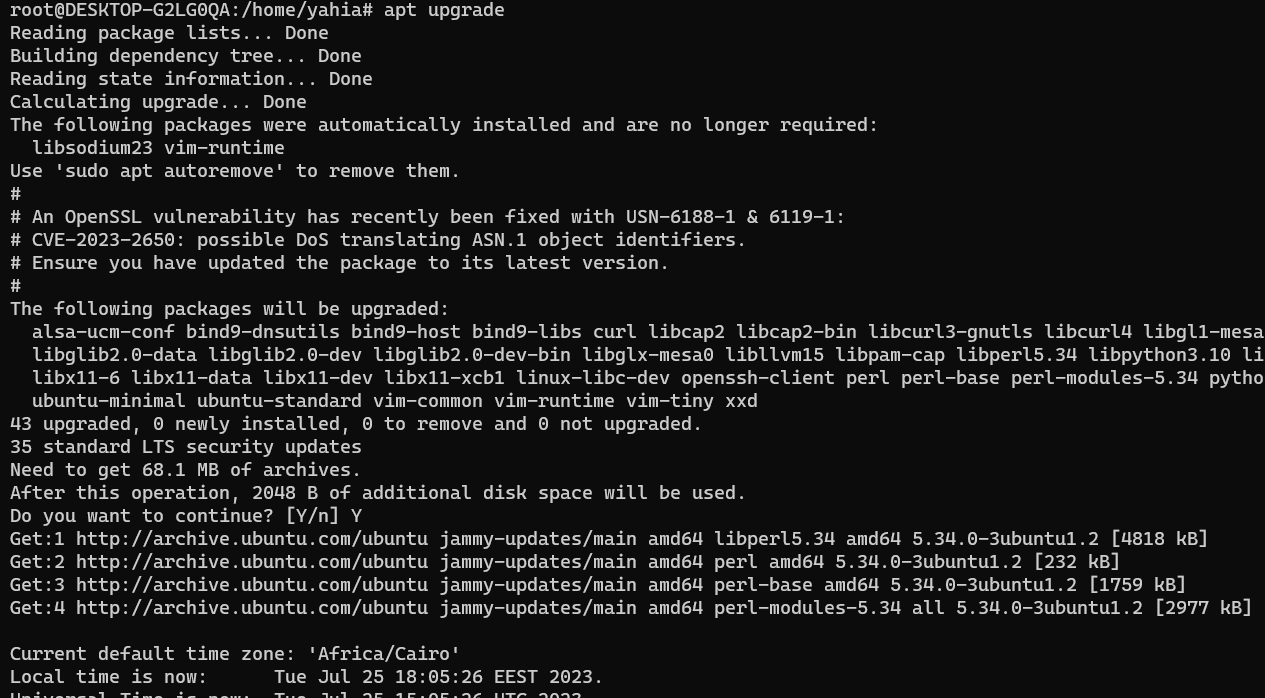 root@DESKTOP-G2LG0QA:/home/yahia# apt upgrade
Reading package lists... Done
Building dependency tree... Done
Reading state information... Done
Calculating upgrade... Done
The following packages were automatically installed and are no longer required:
  libsodium23 vim-runtime
Use 'sudo apt autoremove' to remove them.
#
# An OpenSSL vulnerability has recently been fixed with USN-6188-1 & 6119-1:
# CVE-2023-2650: possible DoS translating ASN.1 object identifiers.
# Ensure you have updated the package to its latest version.
#
The following packages will be upgraded:
  alsa-ucm-conf bind9-dnsutils bind9-host bind9-libs curl libcap2 libcap2-bin libcurl3-gnutls libcurl4 libgl1-mesa
  libglib2.0-data libglib2.0-dev libglib2.0-dev-bin libglx-mesa0 libllvm15 libpam-cap libperl5.34 libpython3.10 li
  libx11-6 libx11-data libx11-dev libx11-xcb1 linux-libc-dev openssh-client perl perl-base perl-modules-5.34 pytho
  ubuntu-minimal ubuntu-standard vim-common vim-runtime vim-tiny xxd
43 upgraded, 0 newly installed, 0 to remove and 0 not upgraded.
35 standard LTS security updates
Need to get 68.1 MB of archives.
After this operation, 2048 B of additional disk space will be used.
Do you want to continue? [Y/n] Y
Get:1 http://archive.ubuntu.com/ubuntu jammy-updates/main amd64 libperl5.34 amd64 5.34.0-3ubuntu1.2 [4818 kB]
Get:2 http://archive.ubuntu.com/ubuntu jammy-updates/main amd64 perl amd64 5.34.0-3ubuntu1.2 [232 kB]
Get:3 http://archive.ubuntu.com/ubuntu jammy-updates/main amd64 perl-base amd64 5.34.0-3ubuntu1.2 [1759 kB]
Get:4 http://archive.ubuntu.com/ubuntu jammy-updates/main amd64 perl-modules-5.34 all 5.34.0-3ubuntu1.2 [2977 kB]
Current default time zone: 'Africa/Cairo'
Local time is now:      Tue Jul 25 18:05:26 EEST 2023.
Universal Time is now:  Tue Jul 25 15:05:26 UTC 2023.